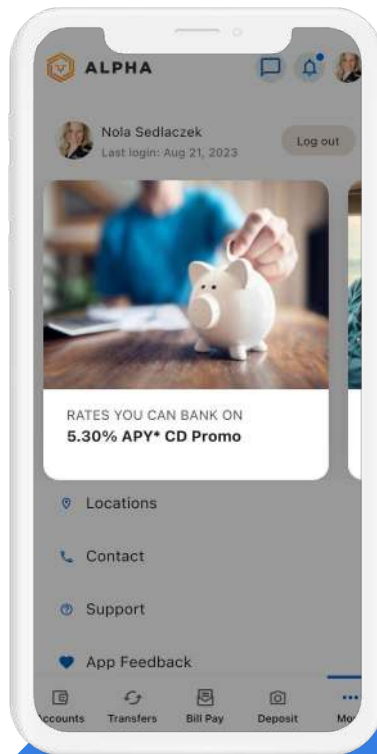 ALPHA
Nola Sedlaczek
Last login: Aug 21, 2023
Log out
RATES YOU CAN BANK ON
5.30% APY* CD Promo
Locations
Contact
Support
App Feedback
ccounts Transfers Bill Pay Deposit Mo